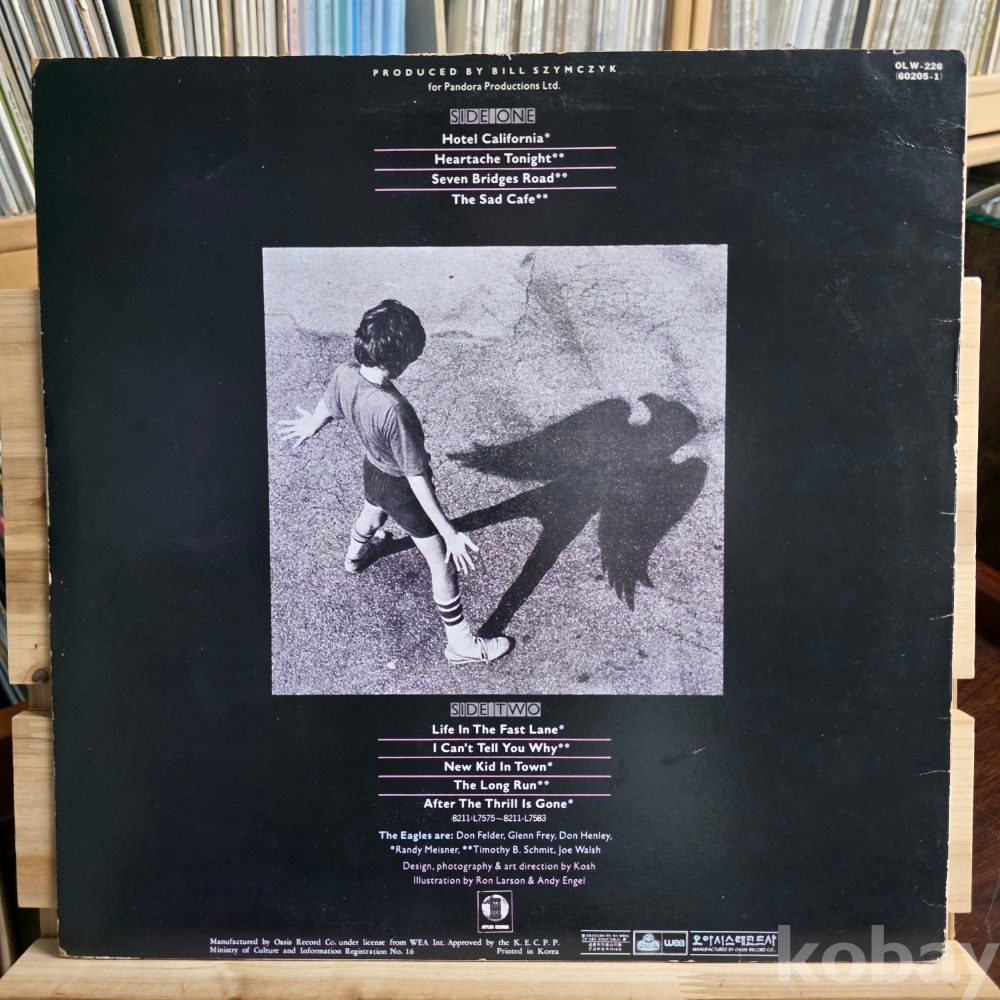 PRODUCED BY BILL SZYMCZYK
for Pandora Productions Ltd.
OLW-226
(60205-1)
SIDE ONE
Hotel California*
Heartache Tonight**
Seven Bridges Road**
The Sad Cafe**
SIDE TWO
Life In The Fast Lane*
I Can't Tell You Why**
New Kid In Town*
The Long Run**
After The Thrill Is Gone*
8211-L7575~8211-L7583
The Eagles are: Don Felder, Glenn Frey, Don Henley,
*Randy Meisner, **Timothy B. Schmit, Joe Walsh
Design, photography & art direction by Kosh
Illustration by Ron Larson & Andy Engel
ASYLUM RECORDS
Manufactured by Oasis Record Co. under license from WEA Int. Approved by the K. E. C. P. P.
Ministry of Culture and Information Registration No. 16 Printed in Korea
wea
오아시스레코드사
MANUFACTURED BY OASIS RECORD CO.
kobay